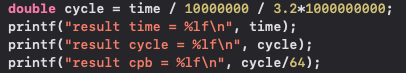 double cycle = time / 10000000 / 3.2*1000000000;
printf("result time = %lf\n", time);
printf("result cycle = %lf\n", cycle);
printf("result cpb = %lf\n", cycle/64);